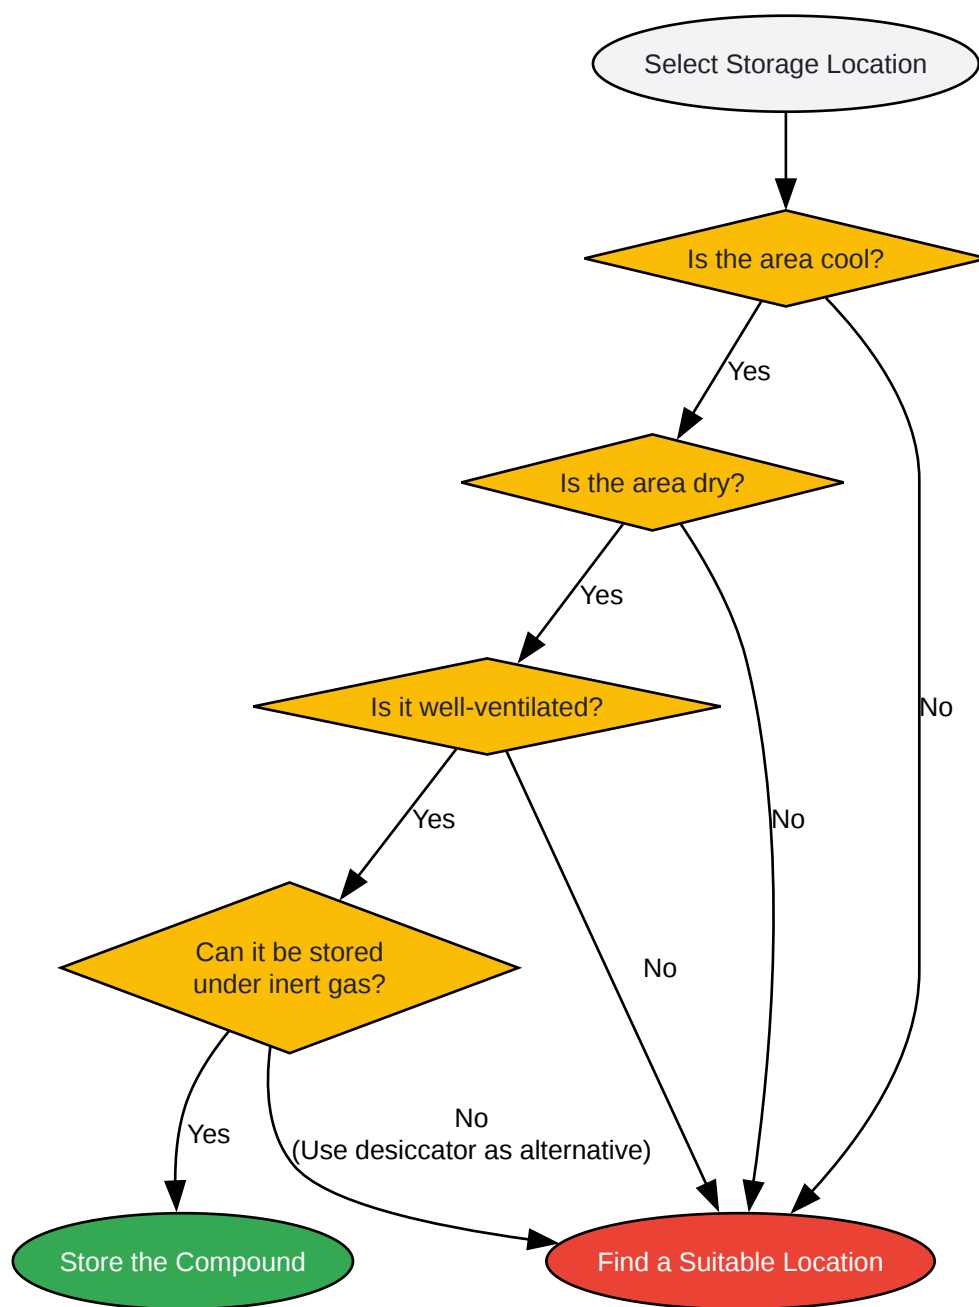 Select Storage Location
Is the area cool?
Yes
Is the area dry?
Yes
Is it well-ventilated?
No
Yes
No
Can it be stored
under inert gas?
No
No
(Use desiccator as alternative)
Yes
Store the Compound
Find a Suitable Location